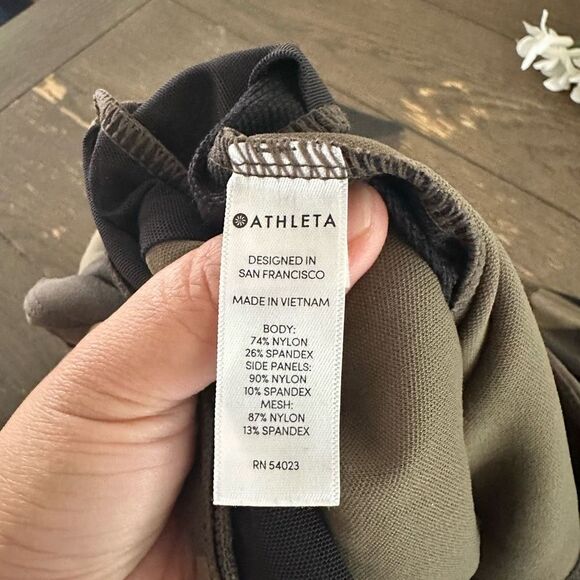 ATHLETA
DESIGNED IN
SAN FRANCISCO
MADE IN VIETNAM
BODY:
74% NYLON
26% SPANDEX
SIDE PANELS:
90% NYLON
10% SPANDEX
MESH:
87% NYLON
13% SPANDEX
RN 54023